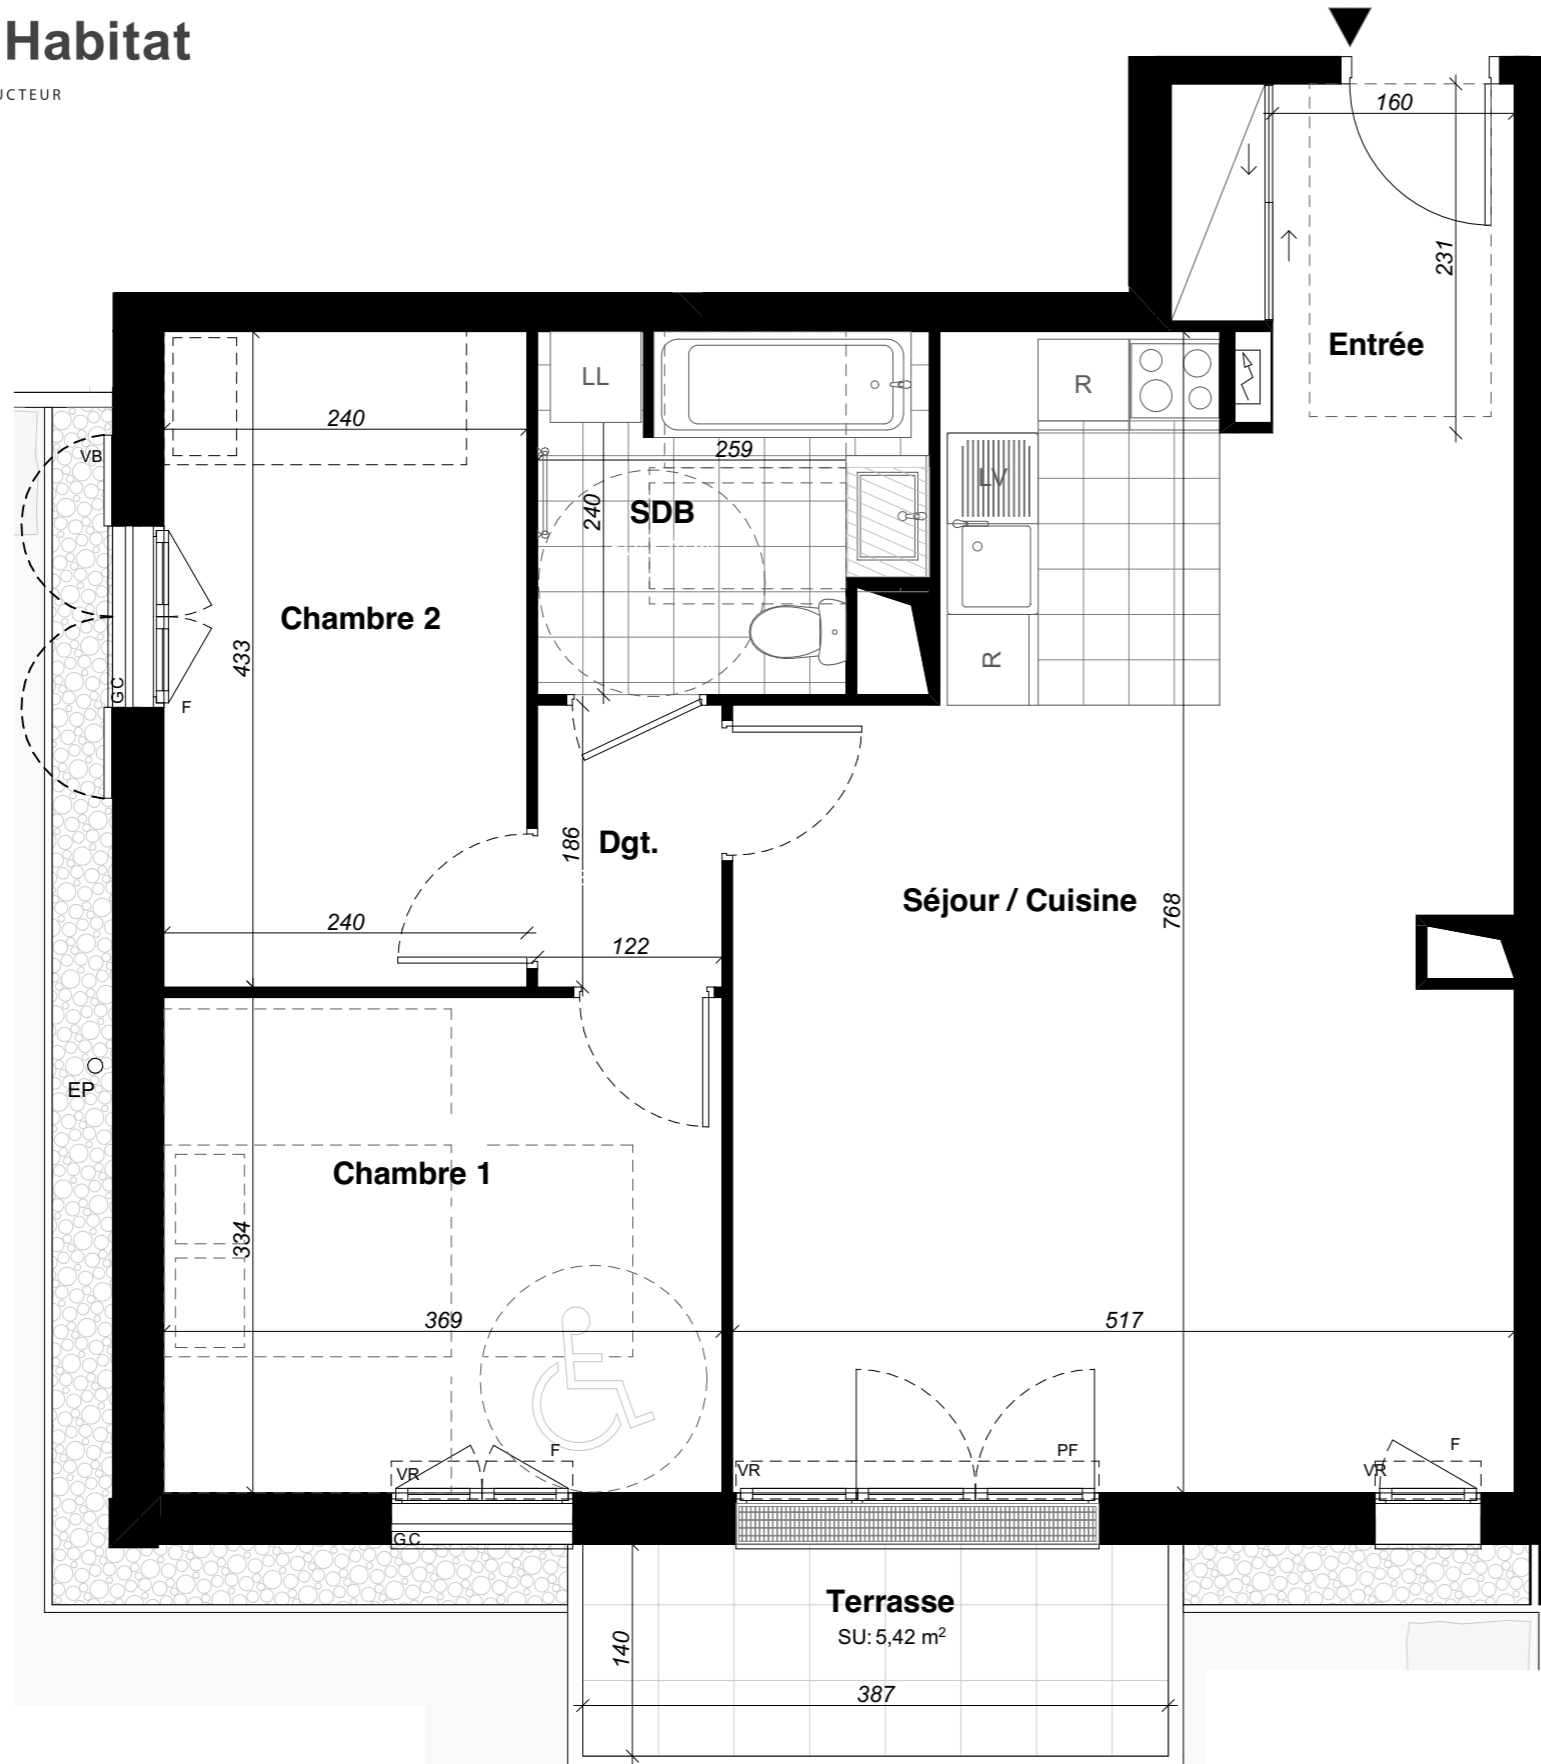 Habitat
UCTEUR
160
231
Entrée
LL
R
240
VB
259
LV
SDB
240
Chambre 2
433
GC
F
R
186
Dgt.
Séjour / Cuisine
768
240
122
EP
Chambre 1
334
369
517
VR
F
VR
PF
VR
F
GC
Terrasse
SU: 5,42 m²
140
387